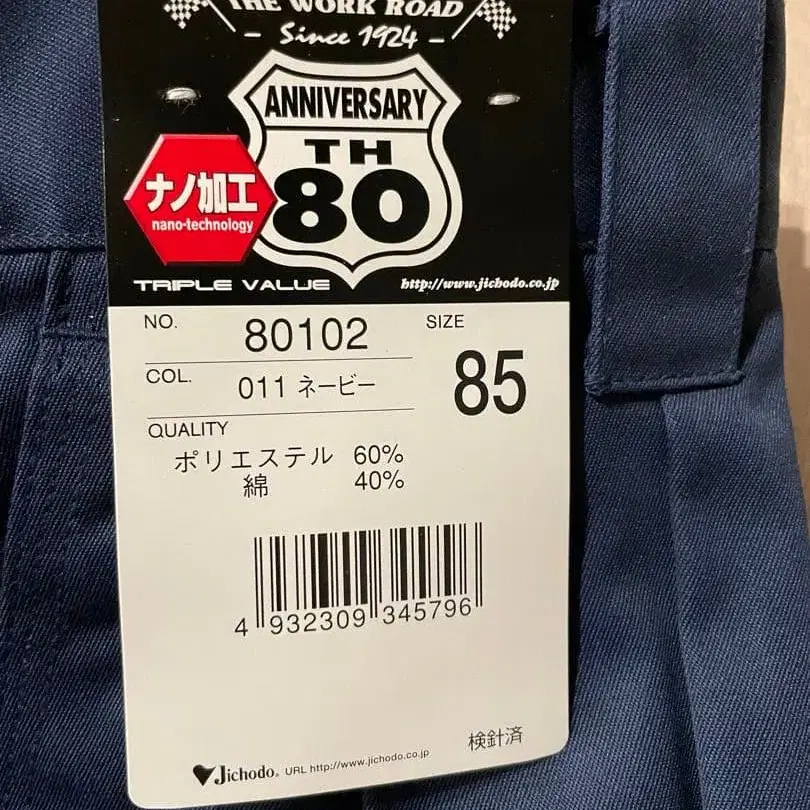 THE WORK ROAD
Since 1924
ANNIVERSARY
TH
80
ナノ加工
nano-technology
TRIPLE VALUE
http://www.jichodo.co.jp
NO. 80102
SIZE 85
COL. 011 ネービー
QUALITY
ポリエステル 60%
綿 40%
4 932309 345796
検針済
Jichodo. URL http://www.jichodo.co.jp